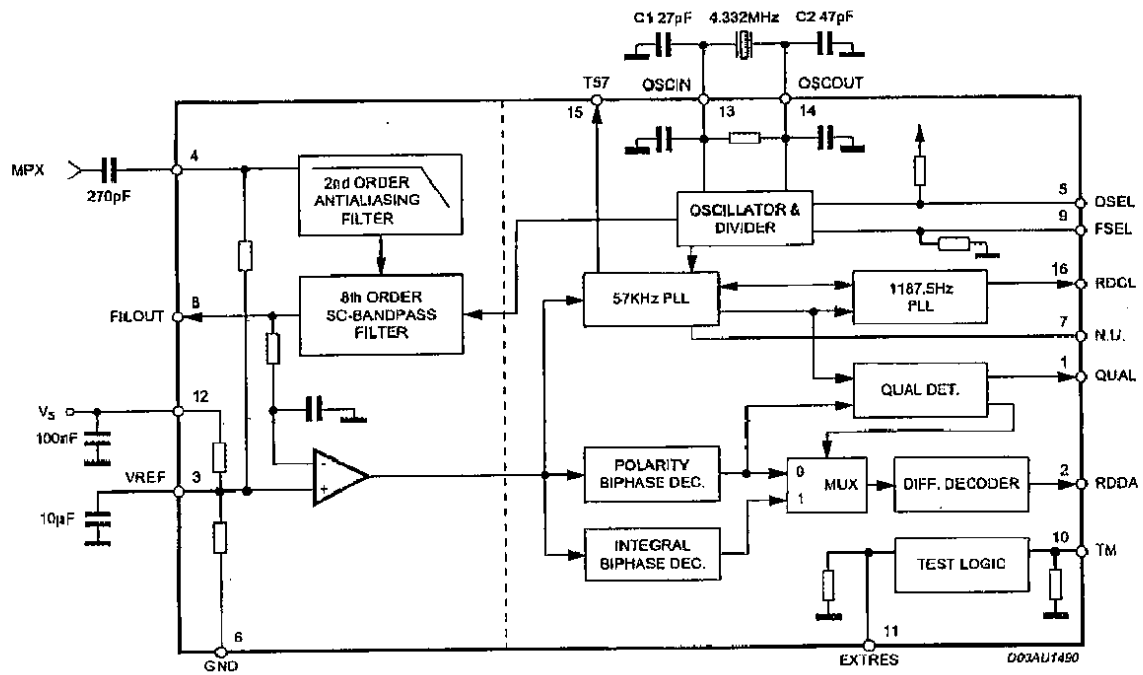 C1 27pF 4.332MHz C2 47pF
T57 OSCIN OSCOUT
15 13 14
MPX 270pF 4
2nd ORDER
ANTIALIASING
FILTER
OSCILLATOR &
DIVIDER
5 OSEL
9 FSEL
FILOUT 8
8th ORDER
SC-BANDPASS
FILTER
57KHz PLL
1187.5Hz
PLL
16 RDCL
7 N.U.
1 QUAL
QUAL DET.
VS 12
100nF
VREF 3
10µF
-
+
POLARITY
BIPHASE DEC.
0
1
MUX
DIFF. DECODER
2 RDDA
INTEGRAL
BIPHASE DEC.
TEST LOGIC
10 TM
6
GND
11
EXTRES
D03AU1490